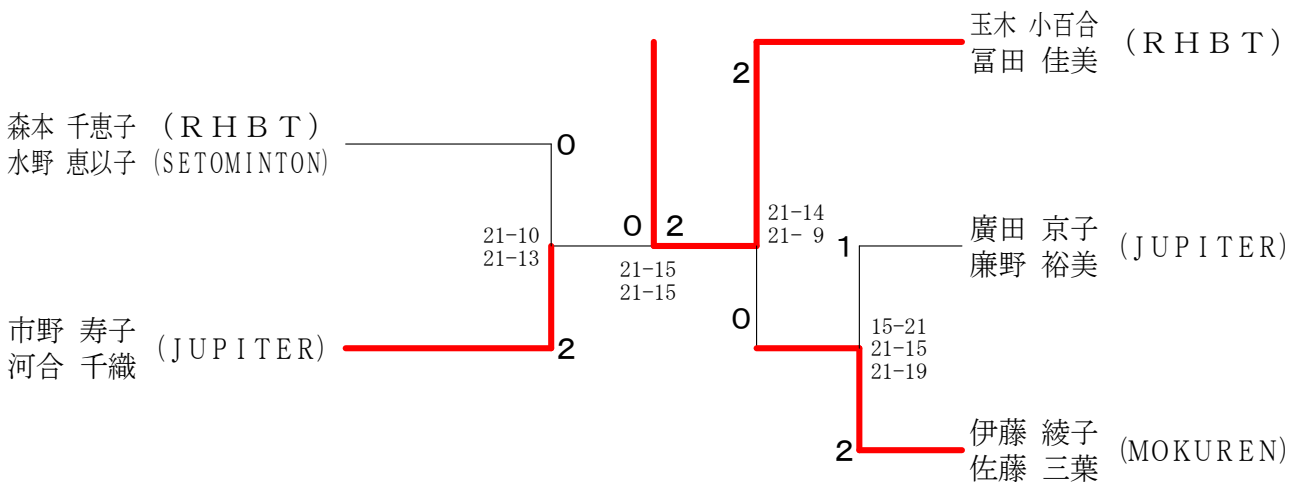 森本 千恵子 (ＲＨＢＴ)
水野 恵以子 (SETOMINTON)
0
21-10
21-13
市野 寿子
河合 千織 (JUPITER)
2
0 2
21-15
21-15
玉木 小百合
冨田 佳美 (ＲＨＢＴ)
2
21-14
21- 9
0
廣田 京子
廉野 裕美 (JUPITER)
1
15-21
21-15
21-19
伊藤 綾子
佐藤 三葉 (MOKUREN)
2